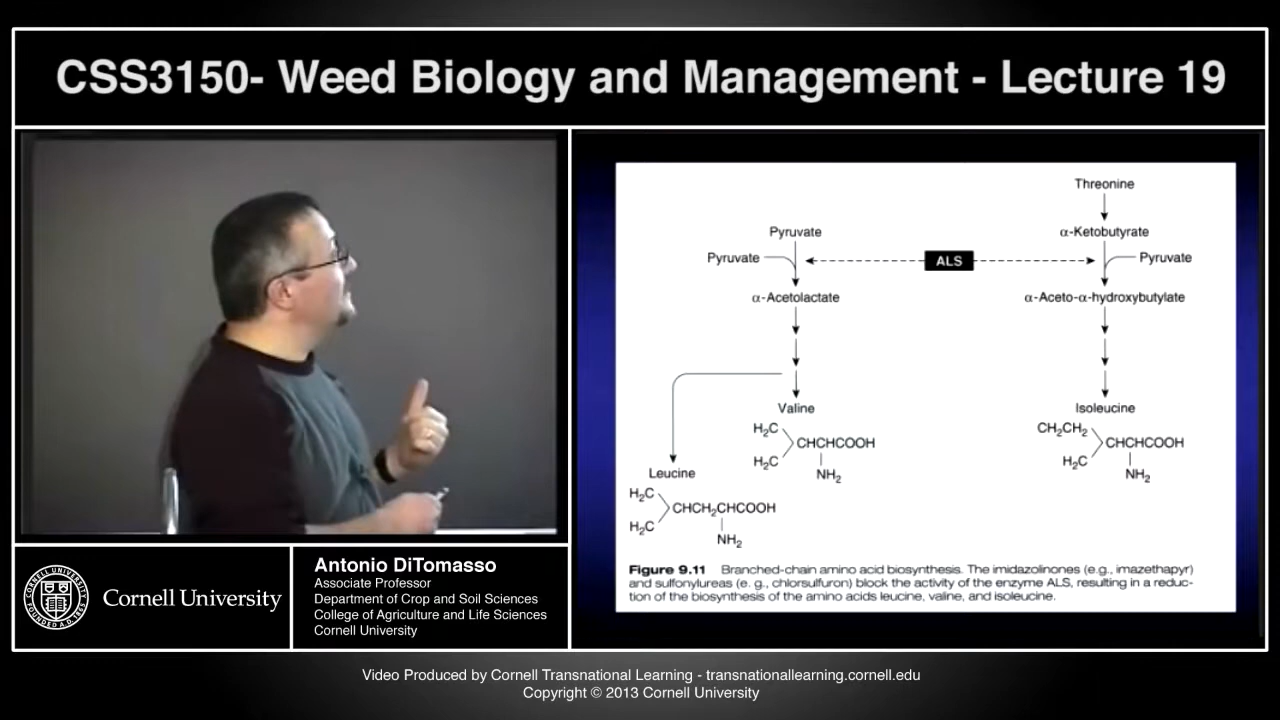 CSS3150- Weed Biology and Management - Lecture 19
Threonine
Pyruvate
α-Ketobutyrate
Pyruvate
ALS
Pyruvate
α-Acetolactate
α-Aceto-α-hydroxybutylate
Valine
Isoleucine
H₂C
CHCHCOOH
H₂C
NH₂
CH₂CH₂
CHCHCOOH
H₂C
NH₂
Leucine
H₂C
CHCH₂CHCOOH
H₂C
NH₂
Figure 9.11 Branched-chain amino acid biosynthesis. The imidazolinones (e.g., imazethapyr)
and sulfonylureas (e. g., chlorsulfuron) block the activity of the enzyme ALS, resulting in a reduc-
tion of the biosynthesis of the amino acids leucine, valine, and isoleucine.
Cornell University
Antonio DiTomasso
Associate Professor
Department of Crop and Soil Sciences
College of Agriculture and Life Sciences
Cornell University
Video Produced by Cornell Transnational Learning - transnationallearning.cornell.edu
Copyright © 2013 Cornell University